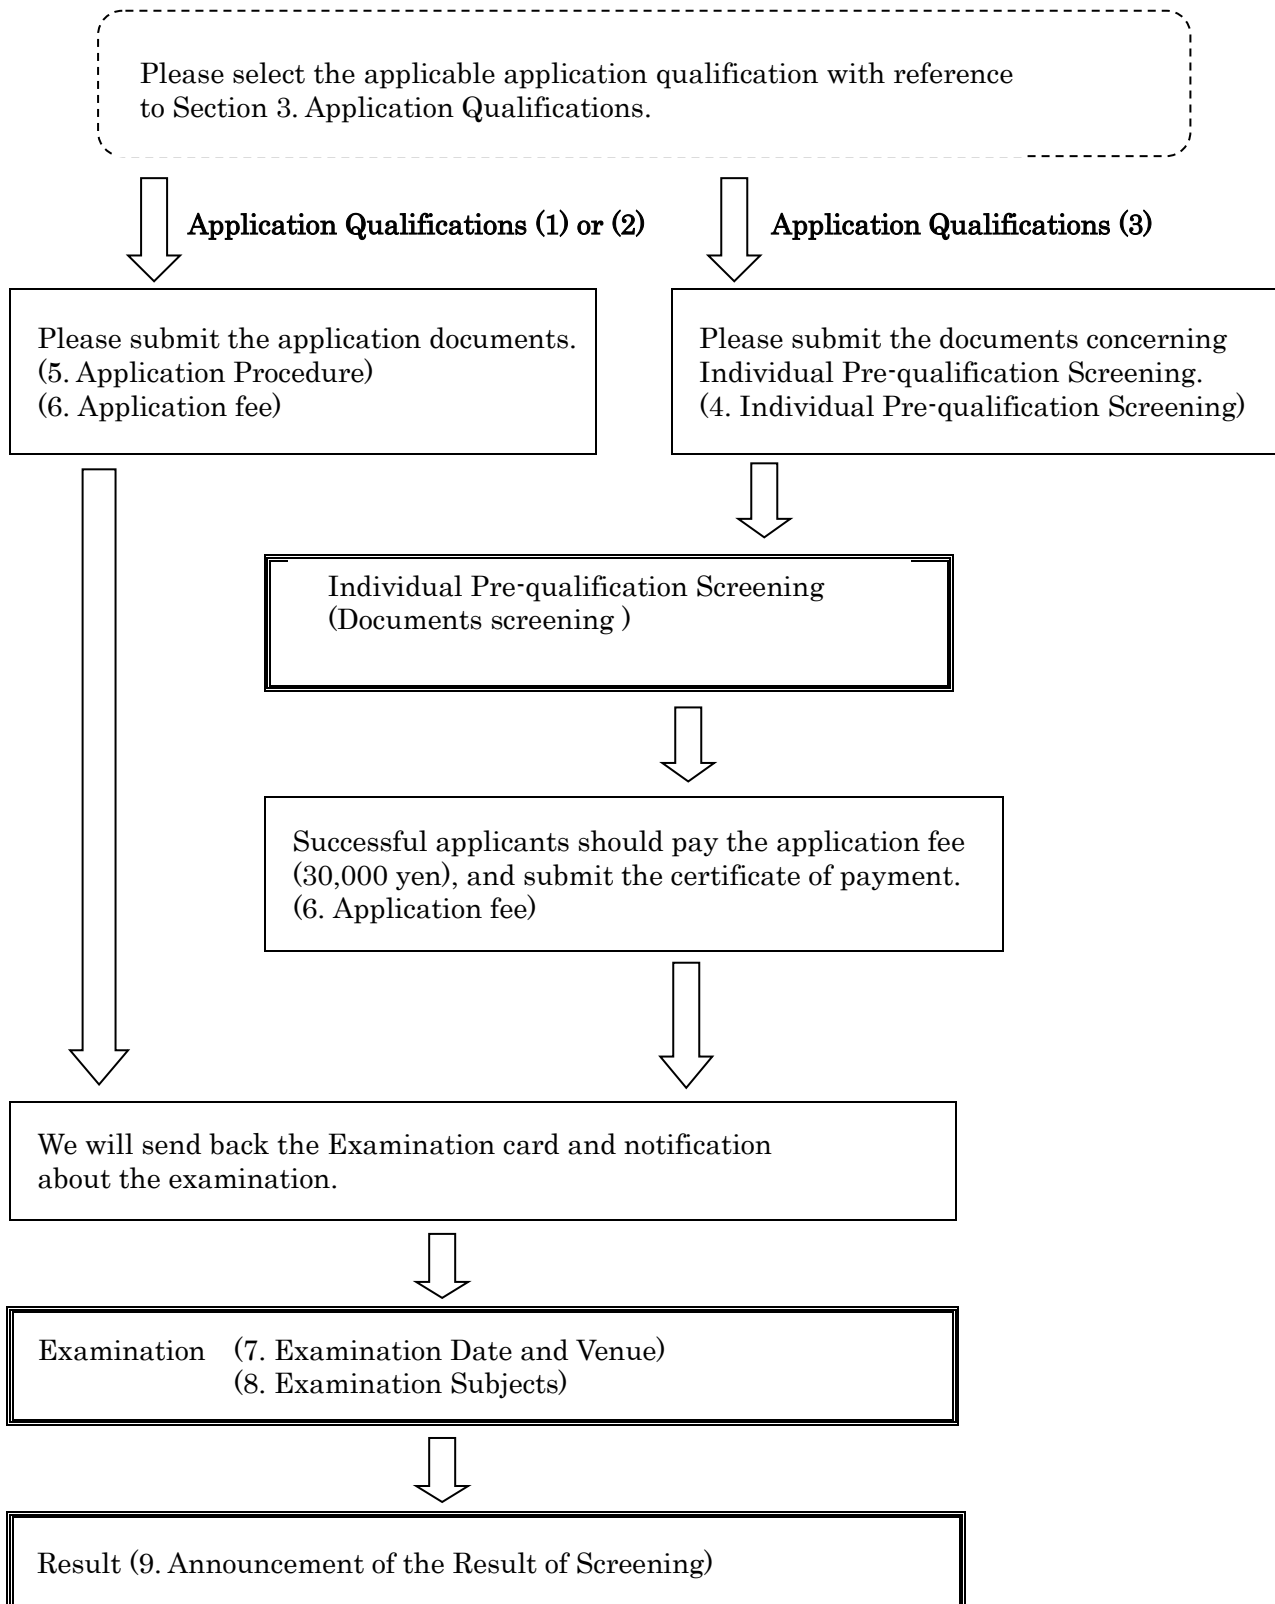 Please select the applicable application qualification with reference
to Section 3. Application Qualifications.
Application Qualifications (1) or (2)
Application Qualifications (3)
Please submit the application documents.
(5. Application Procedure)
(6. Application fee)
Please submit the documents concerning
Individual Pre-qualification Screening.
(4. Individual Pre-qualification Screening)
Individual Pre-qualification Screening
(Documents screening )
Successful applicants should pay the application fee
(30,000 yen), and submit the certificate of payment.
(6. Application fee)
We will send back the Examination card and notification
about the examination.
Examination (7. Examination Date and Venue)
(8. Examination Subjects)
Result (9. Announcement of the Result of Screening)